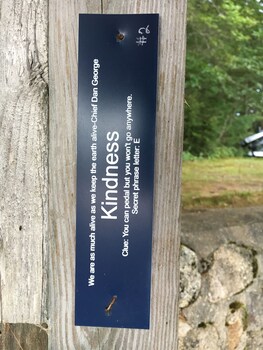 We are as much alive as we keep the earth alive-Chief Dan George
Kindness
Clue: You can pedal but you won't go anywhere.
Secret phrase letter: E